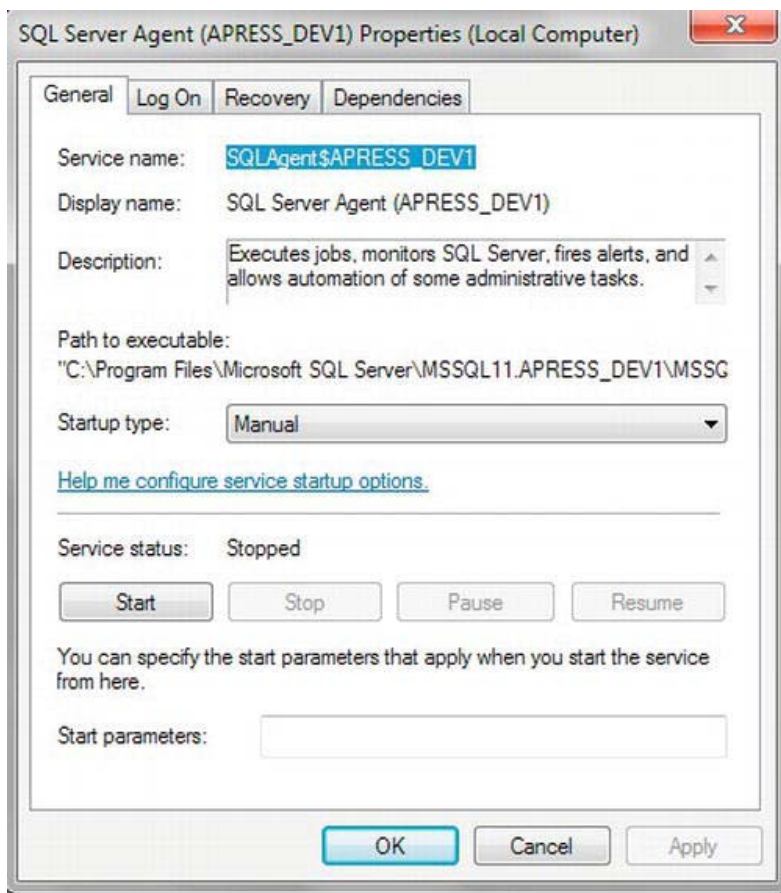 SQL Server Agent (APRESS_DEV1) Properties (Local Computer)
General Log On Recovery Dependencies
Service name: SQLAgent$APRESS_DEV1
Display name: SQL Server Agent (APRESS_DEV1)
Description: Executes jobs, monitors SQL Server, fires alerts, and
allows automation of some administrative tasks.
Path to executable:
"C:\Program Files\Microsoft SQL Server\MSSQL11.APRESS_DEV1\MSSQ
Startup type: Manual
Help me configure service startup options.
Service status: Stopped
Start Stop Pause Resume
You can specify the start parameters that apply when you start the service
from here.
Start parameters:
OK Cancel Apply